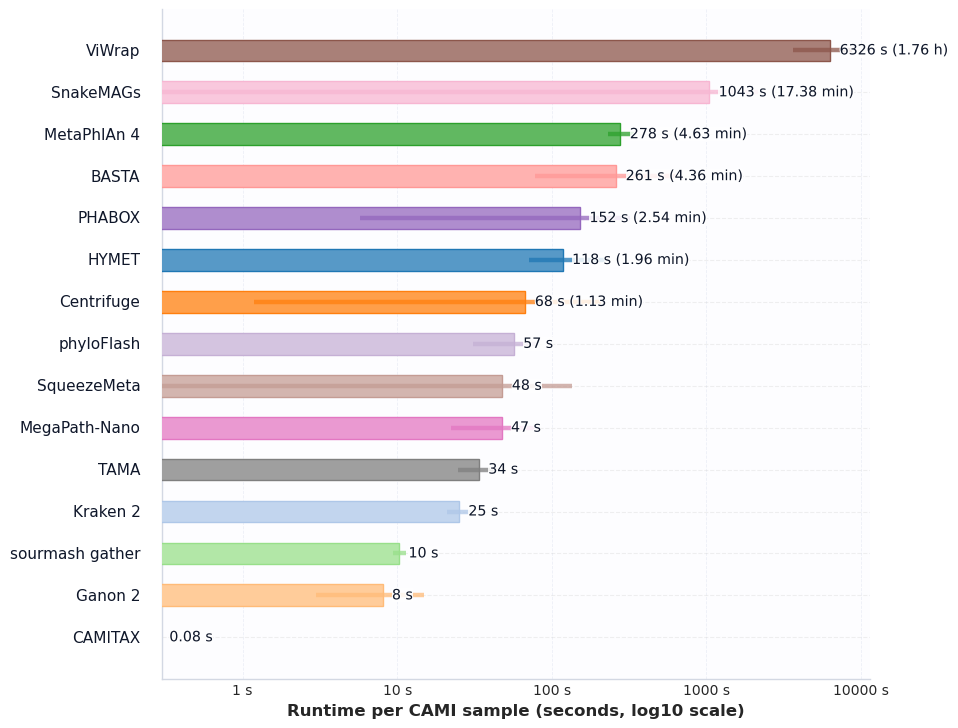 ViWrap 6326 s (1.76 h)
SnakeMAGs 1043 s (17.38 min)
MetaPhlAn 4 278 s (4.63 min)
BASTA 261 s (4.36 min)
PHABOX 152 s (2.54 min)
HYMET 118 s (1.96 min)
Centrifuge 68 s (1.13 min)
phyloFlash 57 s
SqueezeMeta 48 s
MegaPath-Nano 47 s
TAMA 34 s
Kraken 2 25 s
sourmash gather 10 s
Ganon 2 8 s
CAMITAX 0.08 s
1 s 10 s 100 s 1000 s 10000 s
Runtime per CAMI sample (seconds, log10 scale)